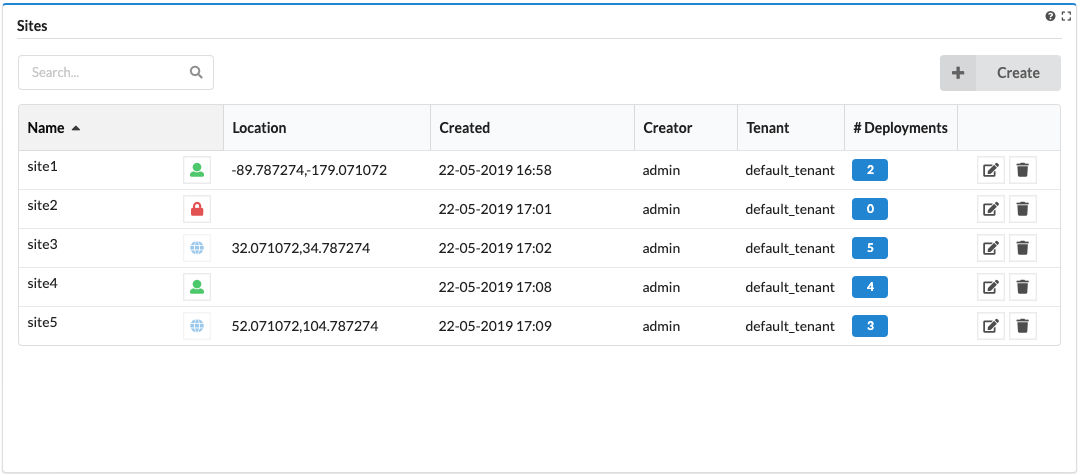 Sites
Search...
Create
Name Location Created Creator Tenant # Deployments
site1 -89.787274,-179.071072 22-05-2019 16:58 admin default_tenant 2
site2 22-05-2019 17:01 admin default_tenant 0
site3 32.071072,34.787274 22-05-2019 17:02 admin default_tenant 5
site4 22-05-2019 17:08 admin default_tenant 4
site5 52.071072,104.787274 22-05-2019 17:09 admin default_tenant 3